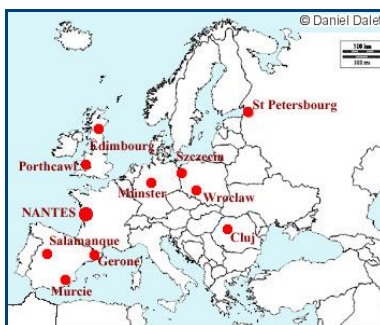 © Daniel Dalet
St Petersbourg
Edimbourg
Szczecin
Porthcawl
Münster
Wroclaw
NANTES
Salamanque
Cluj
Gerone
Murcie